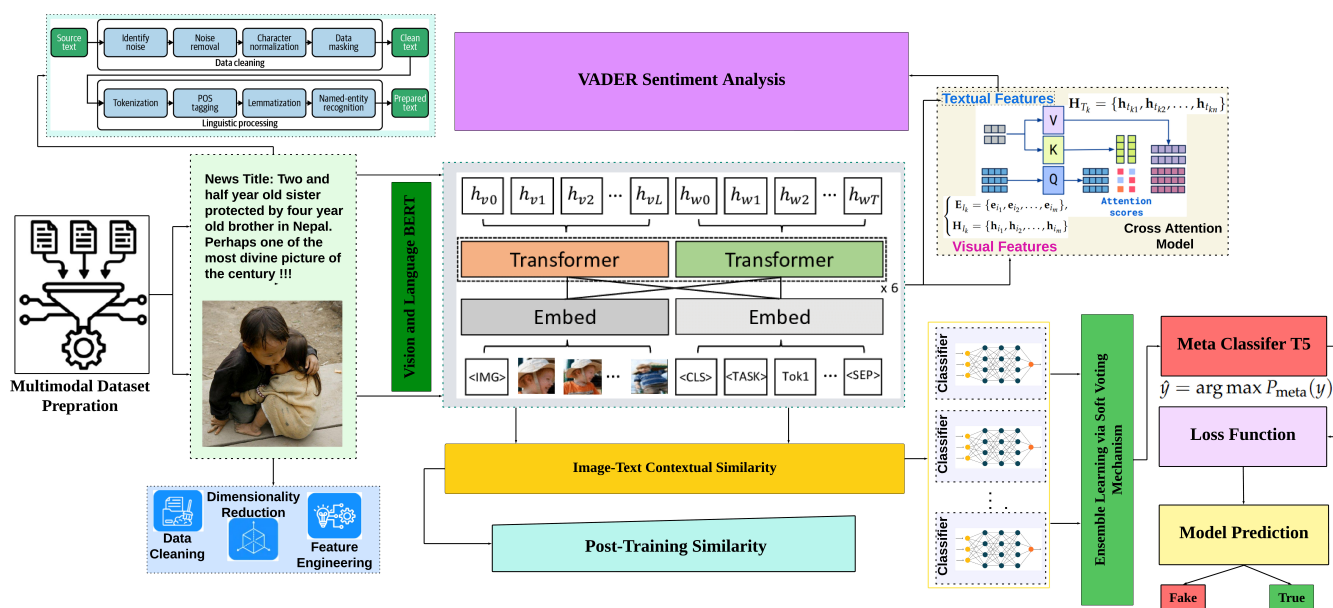 Source
text
Identify
noise
Noise
removal
Character
normalization
Data
masking
Clean
text
Data cleaning
Tokenization
POS
tagging
Lemmatization
Named-entity
recognition
Prepared
text
Linguistic processing
VADER Sentiment Analysis
Textual Features
H_{T_k} = {h_{t_{k1}}, h_{t_{k2}}, . . . , h_{t_{kn}}}
V
K
Q
Attention
scores
E_{I_k} = {e_{i_1}, e_{i_2}, . . . , e_{i_m}},
H_{I_k} = {h_{i_1}, h_{i_2}, . . . , h_{i_m}}
Visual Features
Cross Attention
Model
Multimodal Dataset
Prepration
News Title: Two and
half year old sister
protected by four year
old brother in Nepal.
Perhaps one of the
most divine picture of
the century !!!
Data
Cleaning
Dimensionality
Reduction
Feature
Engineering
Vision and Language BERT
h_{v0} h_{v1} h_{v2} ... h_{vL} h_{w0} h_{w1} h_{w2} ... h_{wT}
Transformer Transformer
x 6
Embed Embed
<IMG> ... <CLS> <TASK> Tok1 ... <SEP>
Image-Text Contextual Similarity
Post-Training Similarity
Classifier
Classifier
. . .
Classifier
Ensemble Learning via Soft Voting
Mechanism
Meta Classifer T5
ŷ = arg max P_{meta}(y)
Loss Function
Model Prediction
Fake
True